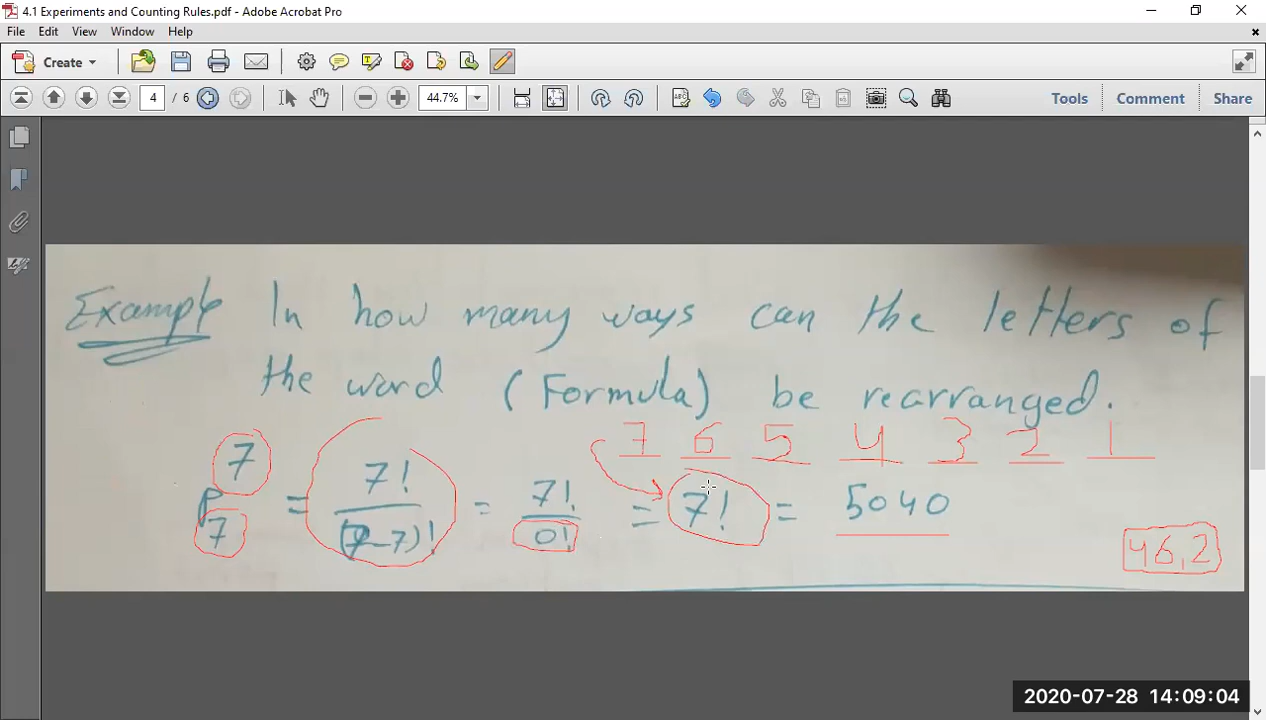 4.1 Experiments and Counting Rules.pdf - Adobe Acrobat Pro
File Edit View Window Help
Create
4 / 6 44.7% Tools Comment Share
Example In how many ways can the letters of
the word (Formula) be rearranged.
7 6 5 4 3 2 1
P 7 7 = 7! / (7-7)! = 7! / 0! = 7! = 5040
46,2
2020-07-28 14:09:04